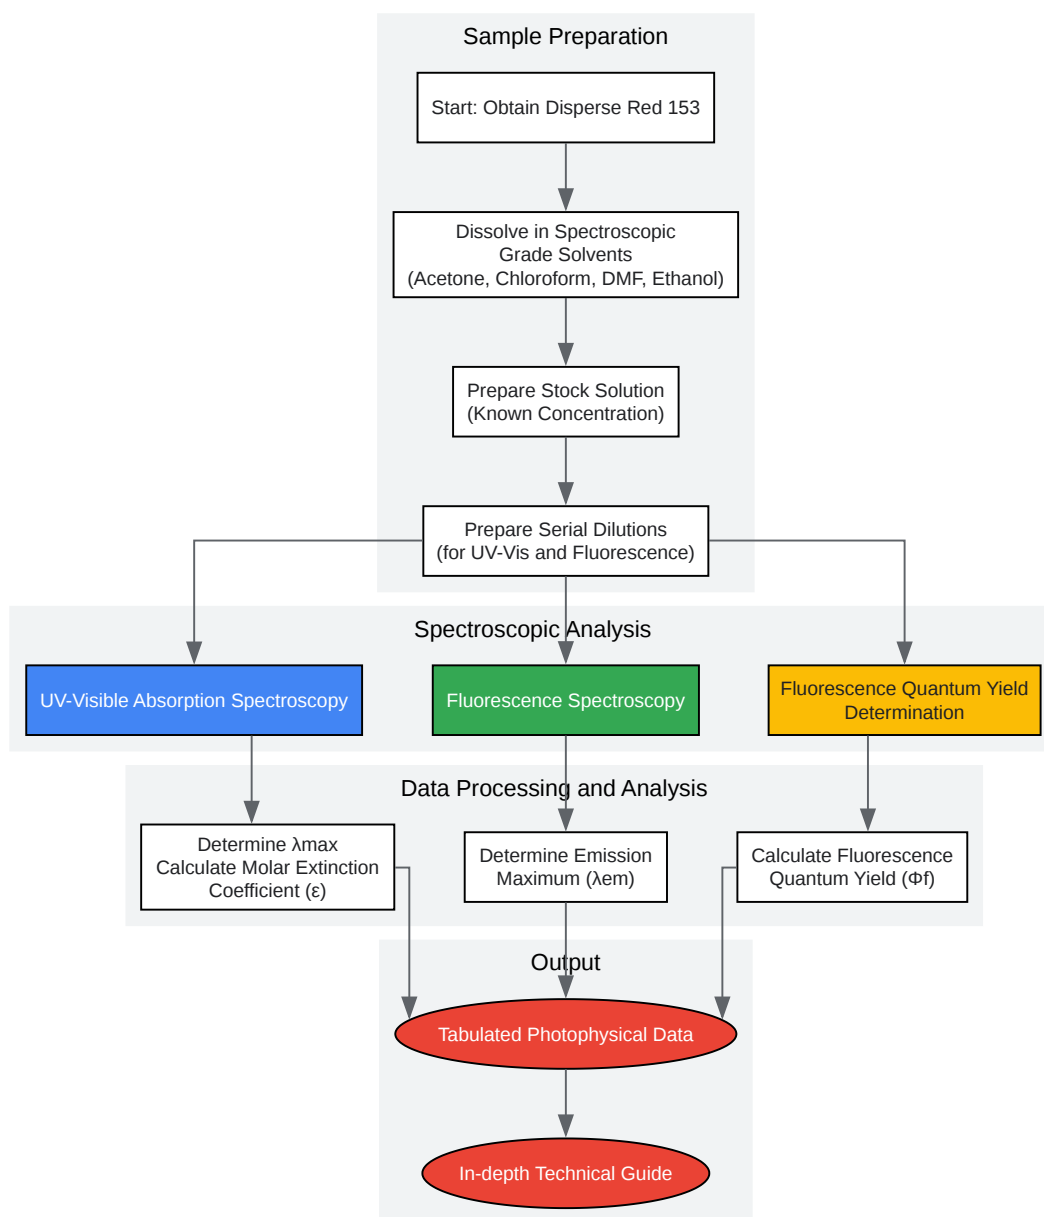 Sample Preparation
Start: Obtain Disperse Red 153
Dissolve in Spectroscopic
Grade Solvents
(Acetone, Chloroform, DMF, Ethanol)
Prepare Stock Solution
(Known Concentration)
Prepare Serial Dilutions
(for UV-Vis and Fluorescence)
Spectroscopic Analysis
UV-Visible Absorption Spectroscopy
Fluorescence Spectroscopy
Fluorescence Quantum Yield
Determination
Data Processing and Analysis
Determine λmax
Calculate Molar Extinction
Coefficient (ε)
Determine Emission
Maximum (λem)
Calculate Fluorescence
Quantum Yield (Φf)
Output
Tabulated Photophysical Data
In-depth Technical Guide